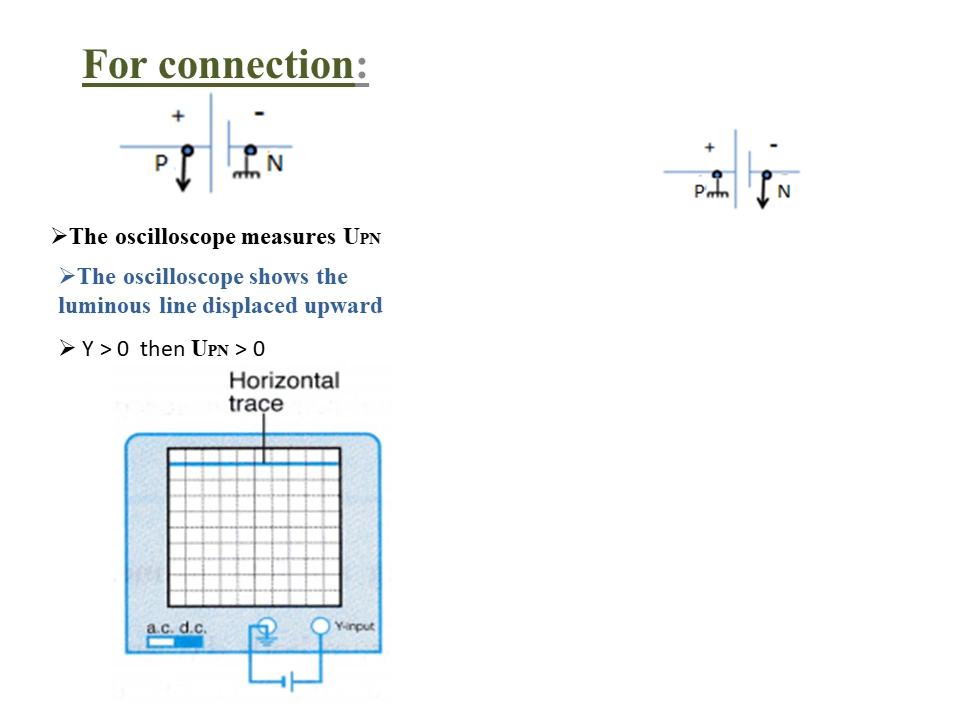 For connection:
+ -
P N
➢The oscilloscope measures UPN
➢The oscilloscope shows the
luminous line displaced upward
➢ Y > 0 then UPN > 0
Horizontal
trace
a.c. d.c.
Y-input
+ -
P N